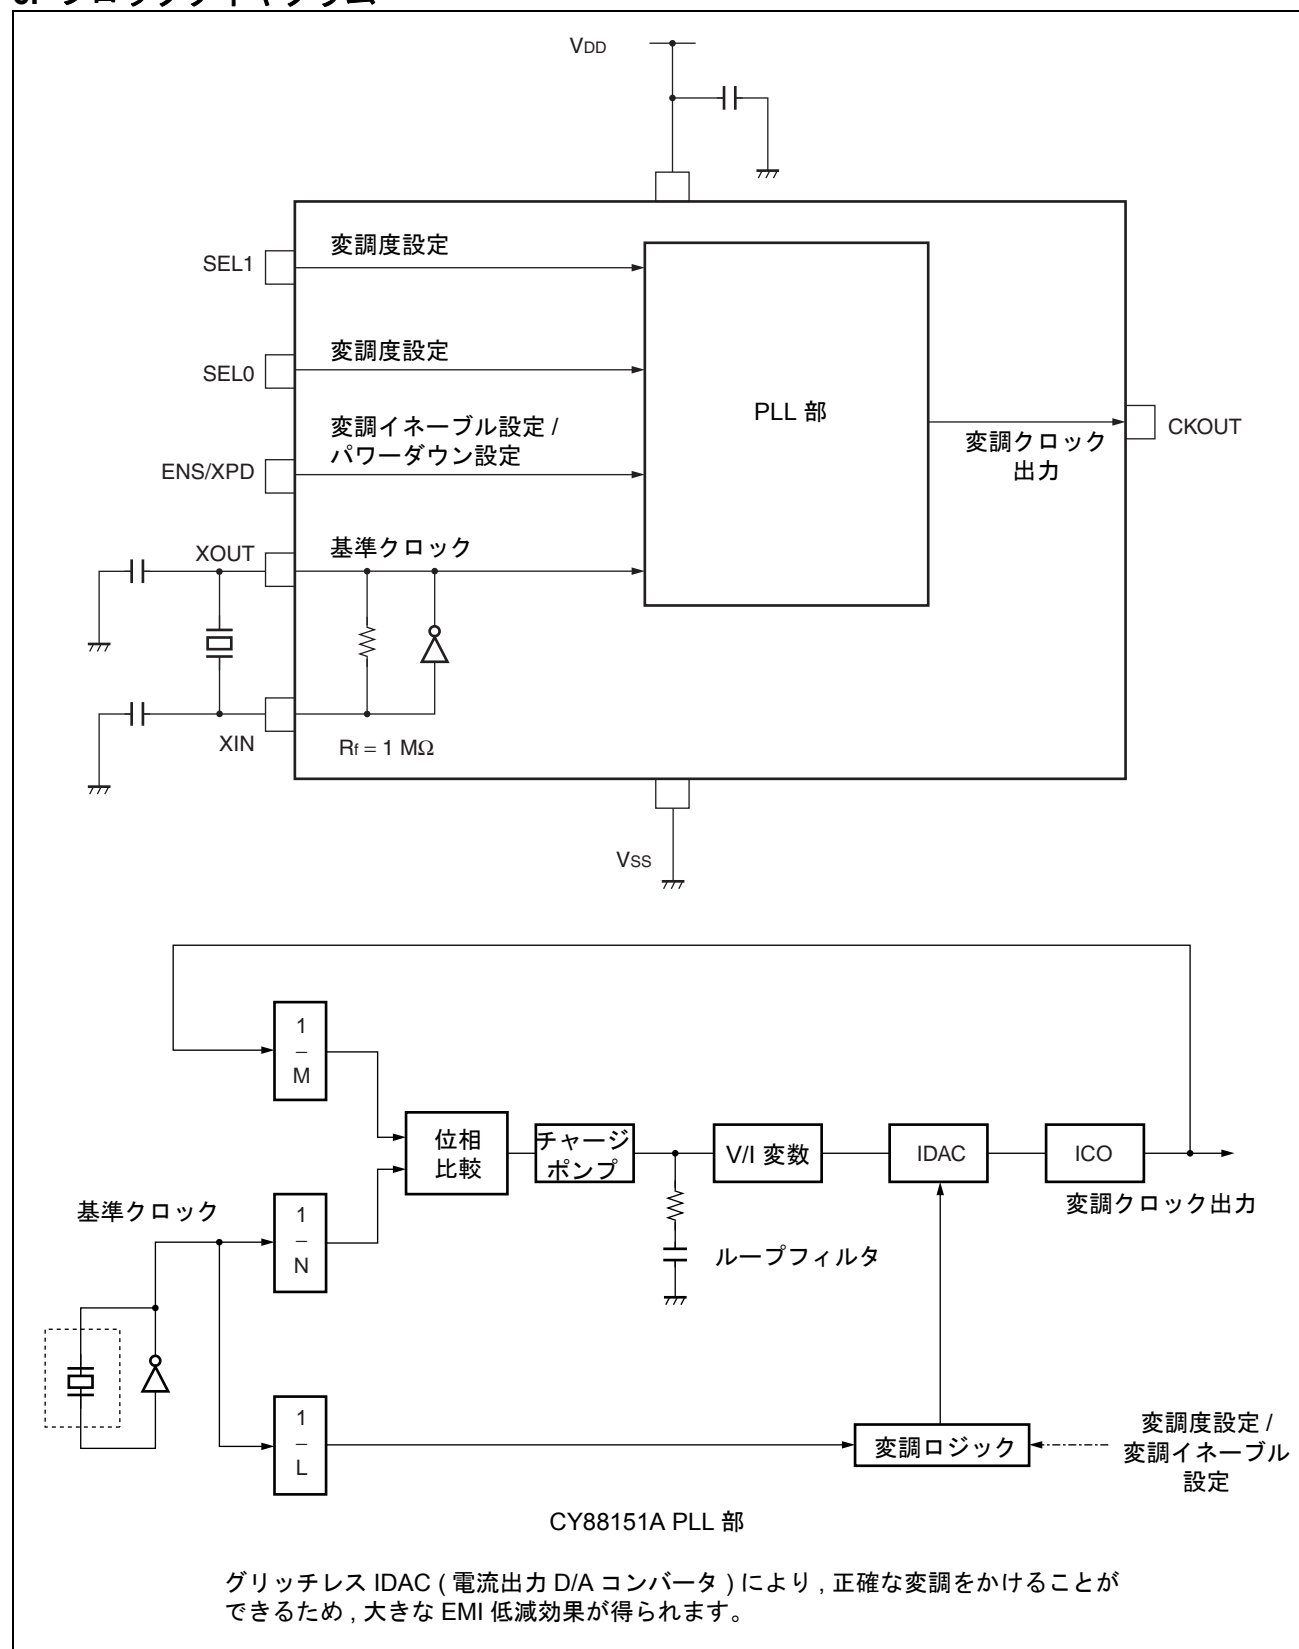 VDD
変調度設定
SEL1
変調度設定
SEL0
変調イネーブル設定 /
パワーダウン設定
ENS/XPD
PLL 部
変調クロック
出力
CKOUT
XOUT
基準クロック
XIN
Rf = 1 MΩ
VSS
1
M
位相
比較
チャージ
ポンプ
V/I 変数
IDAC
ICO
変調クロック出力
基準クロック
1
N
ループフィルタ
1
L
変調ロジック
変調度設定 /
変調イネーブル
設定
CY88151A PLL 部
グリッチレス IDAC ( 電流出力 D/A コンバータ ) により , 正確な変調をかけることが
できるため , 大きな EMI 低減効果が得られます。